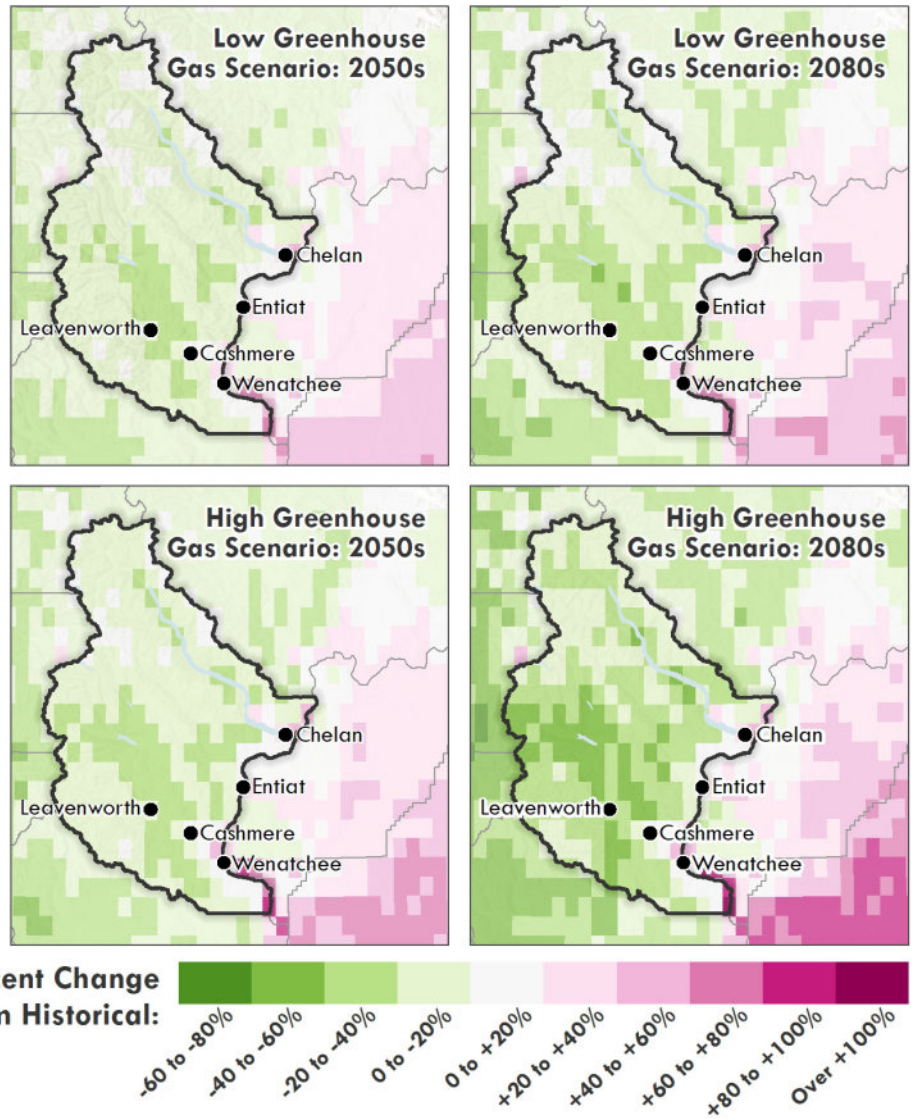 Low Greenhouse
Gas Scenario: 2050s
Chelan
Entiat
Leavenworth
Cashmere
Wenatchee
Low Greenhouse
Gas Scenario: 2080s
Chelan
Entiat
Leavenworth
Cashmere
Wenatchee
High Greenhouse
Gas Scenario: 2050s
Chelan
Entiat
Leavenworth
Cashmere
Wenatchee
High Greenhouse
Gas Scenario: 2080s
Chelan
Entiat
Leavenworth
Cashmere
Wenatchee
ent Change
Historical:
-60 to -80%
-40 to -60%
-20 to -40%
0 to -20%
0 to +20%
+20 to +40%
+40 to +60%
+60 to +80%
+80 to +100%
Over +100%